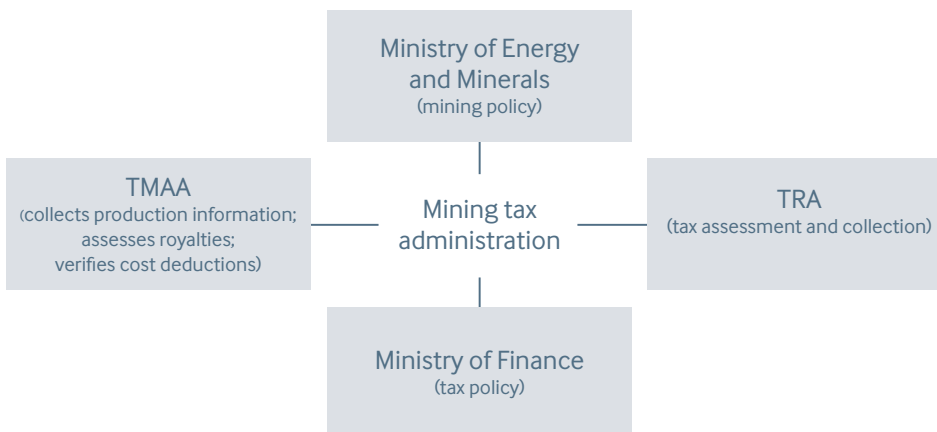 Ministry of Energy
and Minerals
(mining policy)
TMAA
(collects production information;
assesses royalties;
verifies cost deductions)
Mining tax
administration
TRA
(tax assessment and collection)
Ministry of Finance
(tax policy)